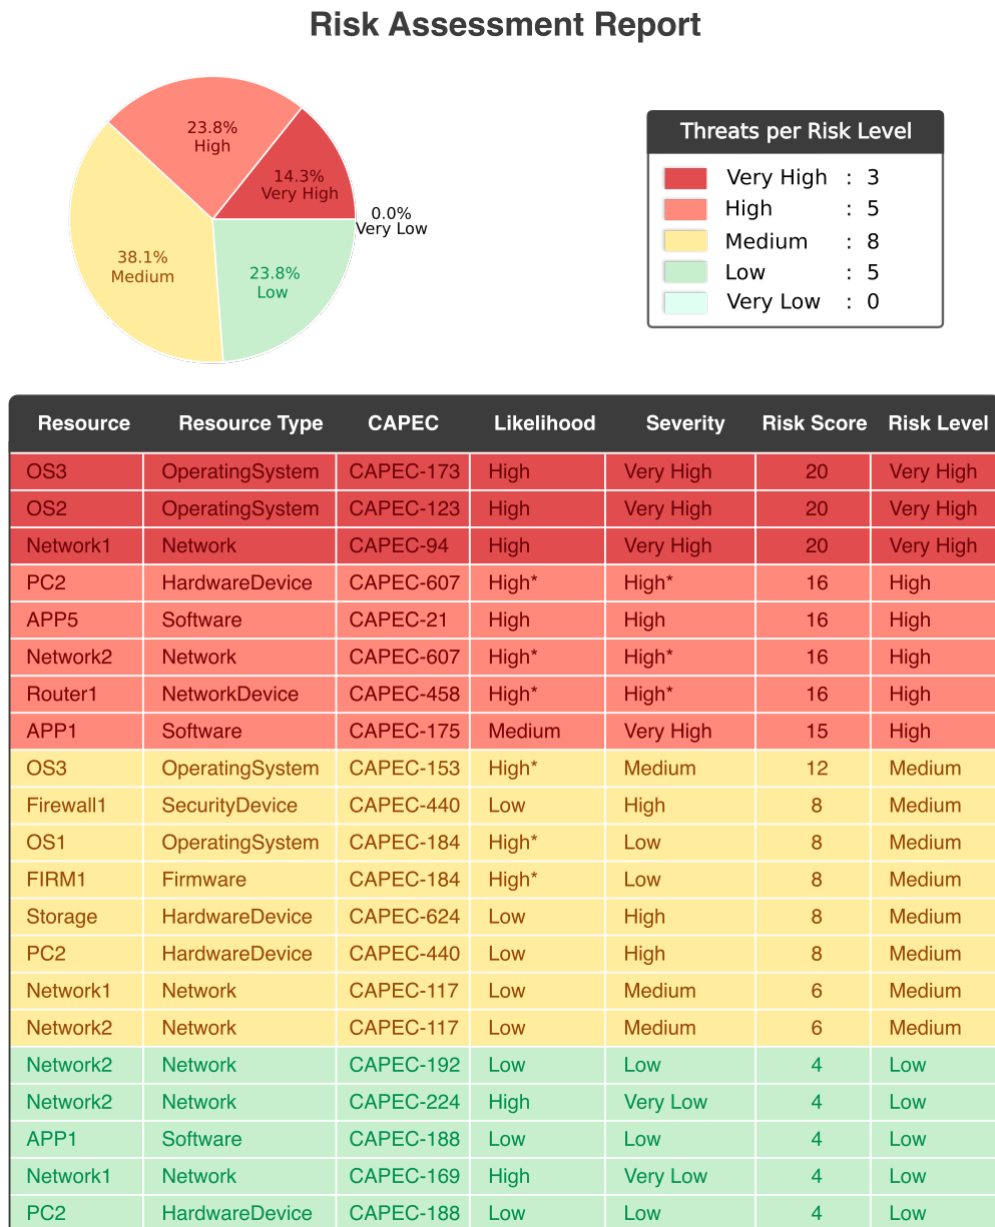 Risk Assessment Report
23.8%
High
14.3%
Very High
0.0%
Very Low
38.1%
Medium
23.8%
Low
Threats per Risk Level
Very High : 3
High : 5
Medium : 8
Low : 5
Very Low : 0
Resource Resource Type CAPEC Likelihood Severity Risk Score Risk Level
OS3 OperatingSystem CAPEC-173 High Very High 20 Very High
OS2 OperatingSystem CAPEC-123 High Very High 20 Very High
Network1 Network CAPEC-94 High Very High 20 Very High
PC2 HardwareDevice CAPEC-607 High* High* 16 High
APP5 Software CAPEC-21 High High 16 High
Network2 Network CAPEC-607 High* High* 16 High
Router1 NetworkDevice CAPEC-458 High* High* 16 High
APP1 Software CAPEC-175 Medium Very High 15 High
OS3 OperatingSystem CAPEC-153 High* Medium 12 Medium
Firewall1 SecurityDevice CAPEC-440 Low High 8 Medium
OS1 OperatingSystem CAPEC-184 High* Low 8 Medium
FIRM1 Firmware CAPEC-184 High* Low 8 Medium
Storage HardwareDevice CAPEC-624 Low High 8 Medium
PC2 HardwareDevice CAPEC-440 Low High 8 Medium
Network1 Network CAPEC-117 Low Medium 6 Medium
Network2 Network CAPEC-117 Low Medium 6 Medium
Network2 Network CAPEC-192 Low Low 4 Low
Network2 Network CAPEC-224 High Very Low 4 Low
APP1 Software CAPEC-188 Low Low 4 Low
Network1 Network CAPEC-169 High Very Low 4 Low
PC2 HardwareDevice CAPEC-188 Low Low 4 Low